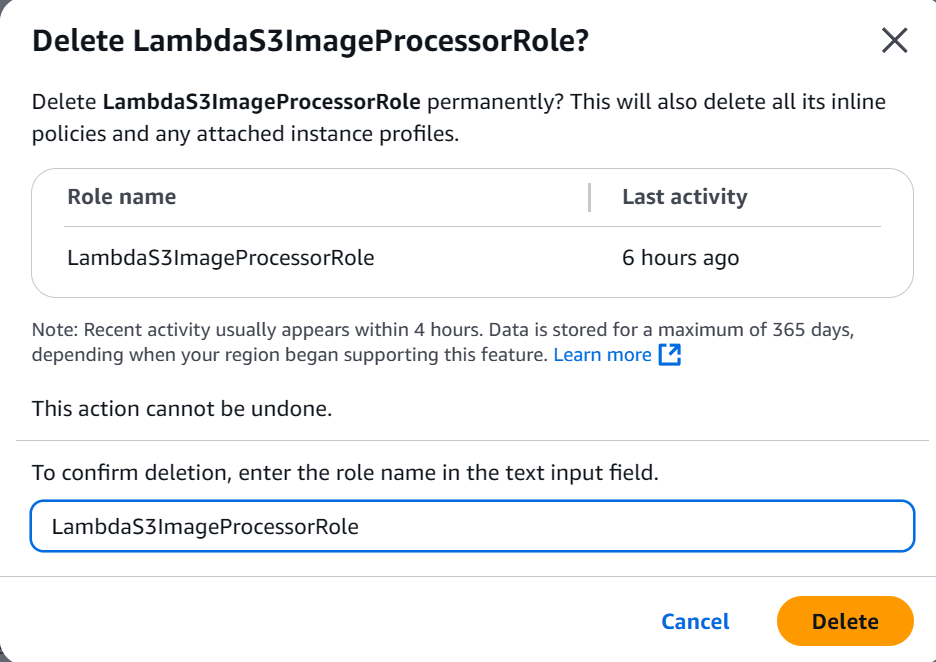 Delete LambdaS3ImageProcessorRole?
Delete LambdaS3ImageProcessorRole permanently? This will also delete all its inline
policies and any attached instance profiles.
Role name
Last activity
LambdaS3ImageProcessorRole
6 hours ago
Note: Recent activity usually appears within 4 hours. Data is stored for a maximum of 365 days,
depending when your region began supporting this feature. Learn more
This action cannot be undone.
To confirm deletion, enter the role name in the text input field.
LambdaS3ImageProcessorRole
Cancel
Delete